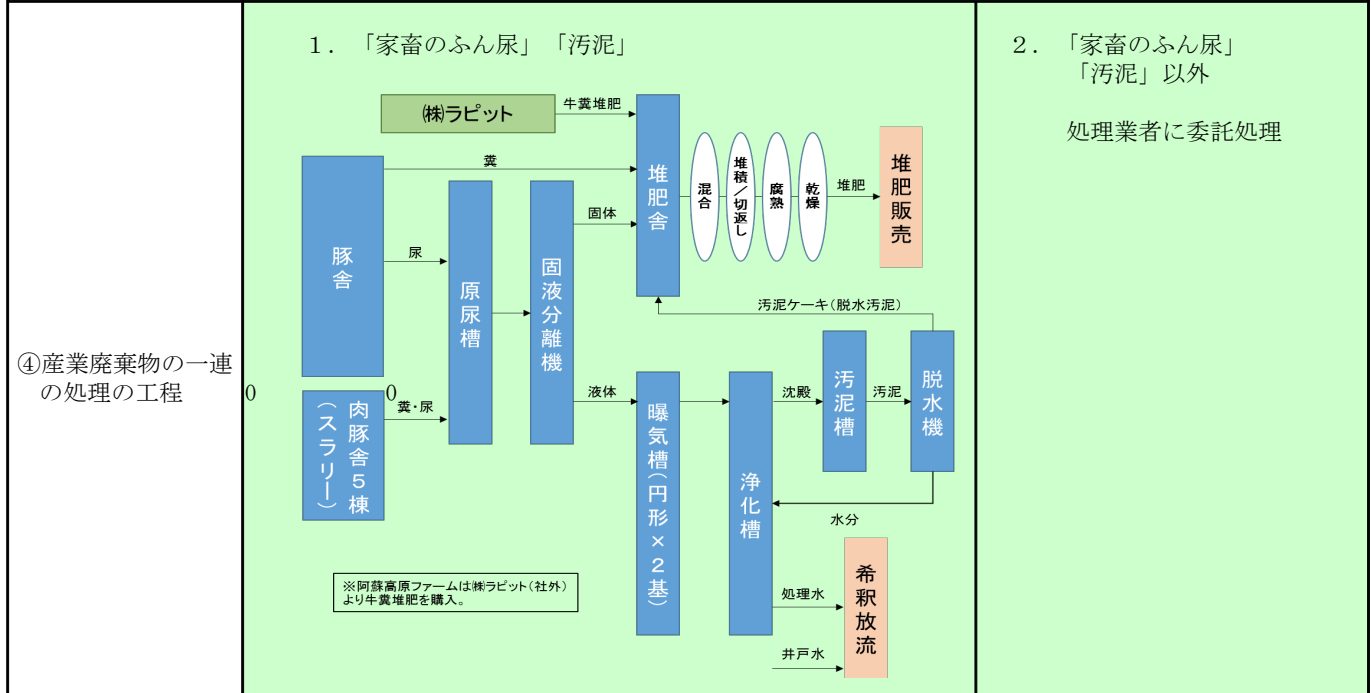 ④産業廃棄物の一連
の処理の工程
0
0
１．「家畜のふん尿」「汚泥」
㈱ラピット
牛糞堆肥
豚舎
糞
尿
肉豚舎５棟
（スラリー）
糞・尿
原尿槽
固液分離機
固体
液体
堆肥舎
混合
堆積／切返し
腐熟
乾燥
堆肥
堆肥販売
汚泥ケーキ（脱水汚泥）
曝気槽（円形×２基）
浄化槽
沈殿
汚泥槽
汚泥
脱水機
水分
処理水
井戸水
希釈放流
※阿蘇高原ファームは㈱ラピット（社外）
より牛糞堆肥を購入。
２．「家畜のふん尿」
「汚泥」以外
処理業者に委託処理